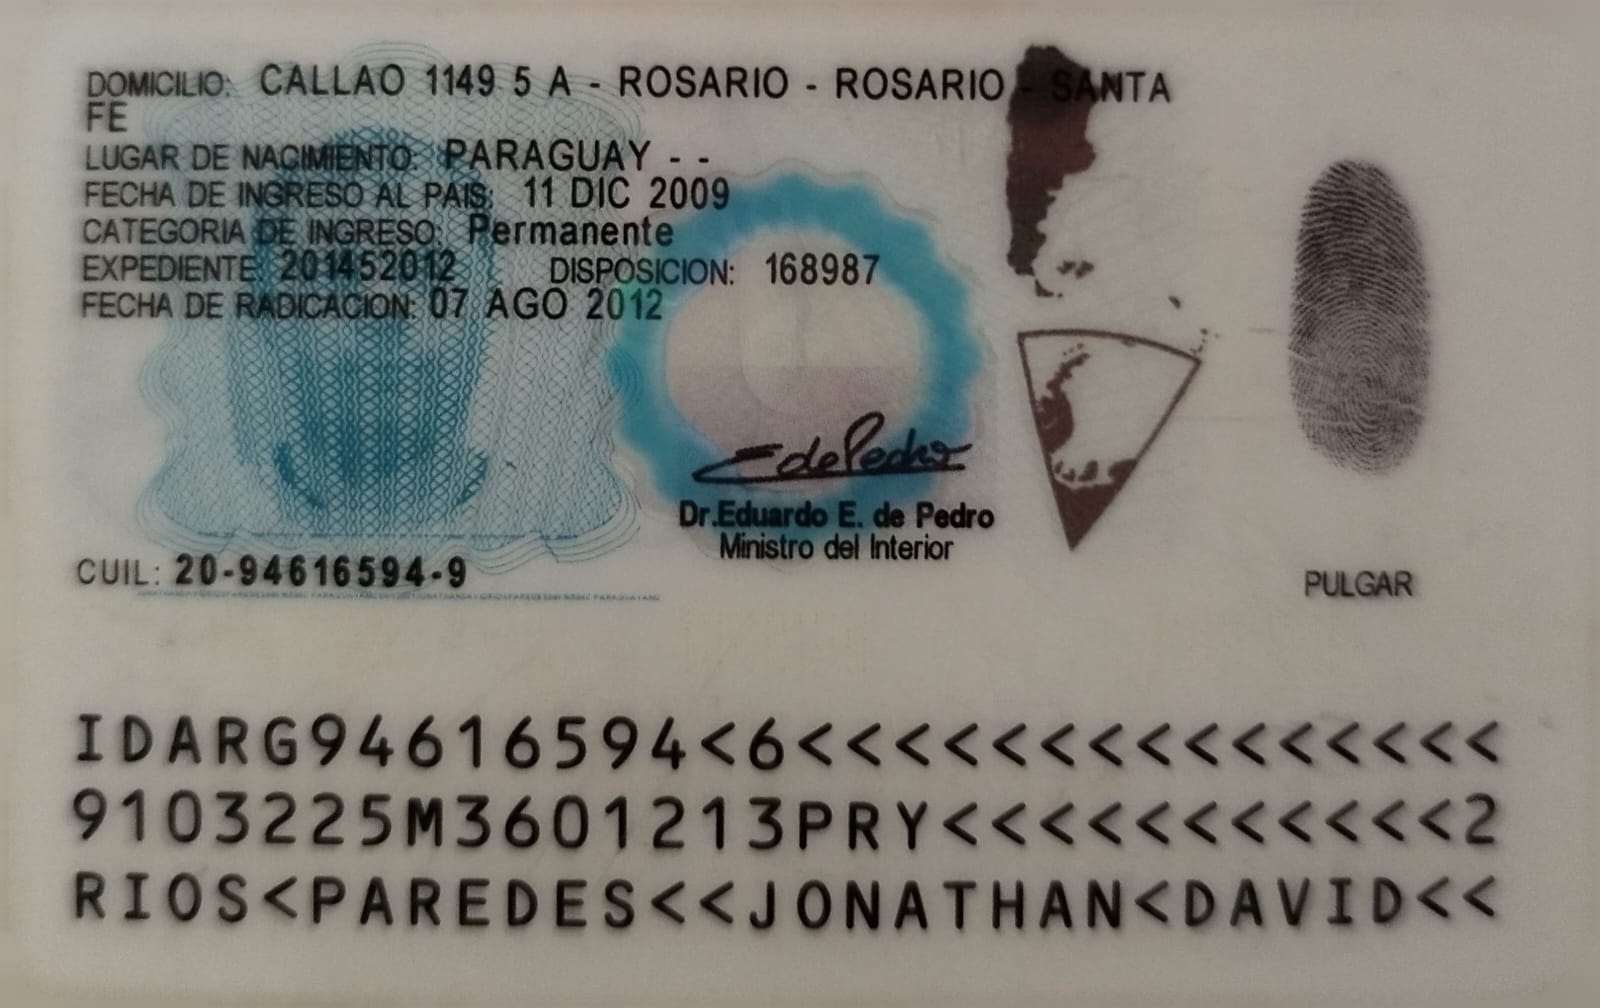 DOMICILIO: CALLAO 1149 5 A - ROSARIO - ROSARIO - SANTA
FE
LUGAR DE NACIMIENTO: PARAGUAY - -
FECHA DE INGRESO AL PAIS: 11 DIC 2009
CATEGORIA DE INGRESO: Permanente
EXPEDIENTE: 201452012 DISPOSICION: 168987
FECHA DE RADICACION: 07 AGO 2012
EdePedro
Dr.Eduardo E. de Pedro
Ministro del Interior
CUIL: 20-94616594-9
PULGAR
IDARG94616594<6<<<<<<<<<<<<<<<
9103225M3601213PRY<<<<<<<<<<<2
RIOS<PAREDES<<JONATHAN<DAVID<<